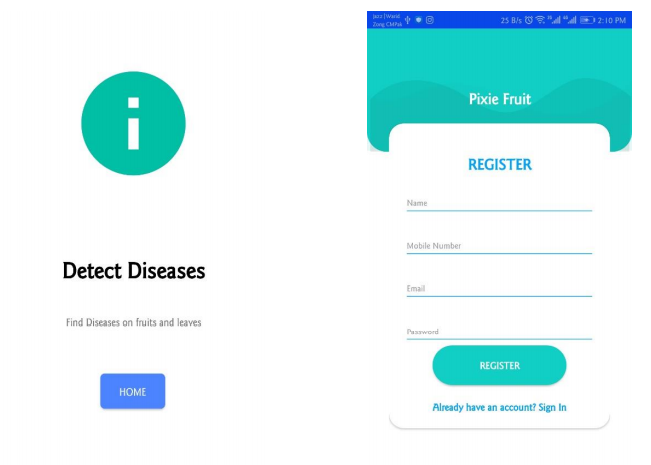 Detect Diseases
Find Diseases on fruits and leaves
HOME
Jazz | Warid
Zong CMPak
25 B/s
2:10 PM
Pixie Fruit
REGISTER
Name
Mobile Number
Email
Password
REGISTER
Already have an account? Sign In